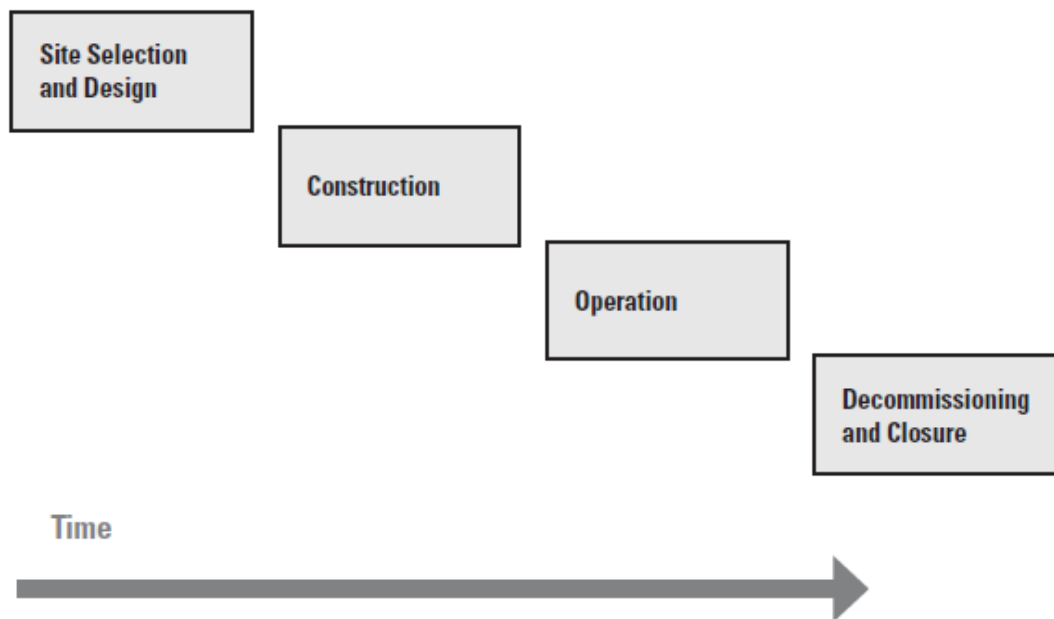 Site Selection
and Design
Construction
Operation
Decommissioning
and Closure
Time